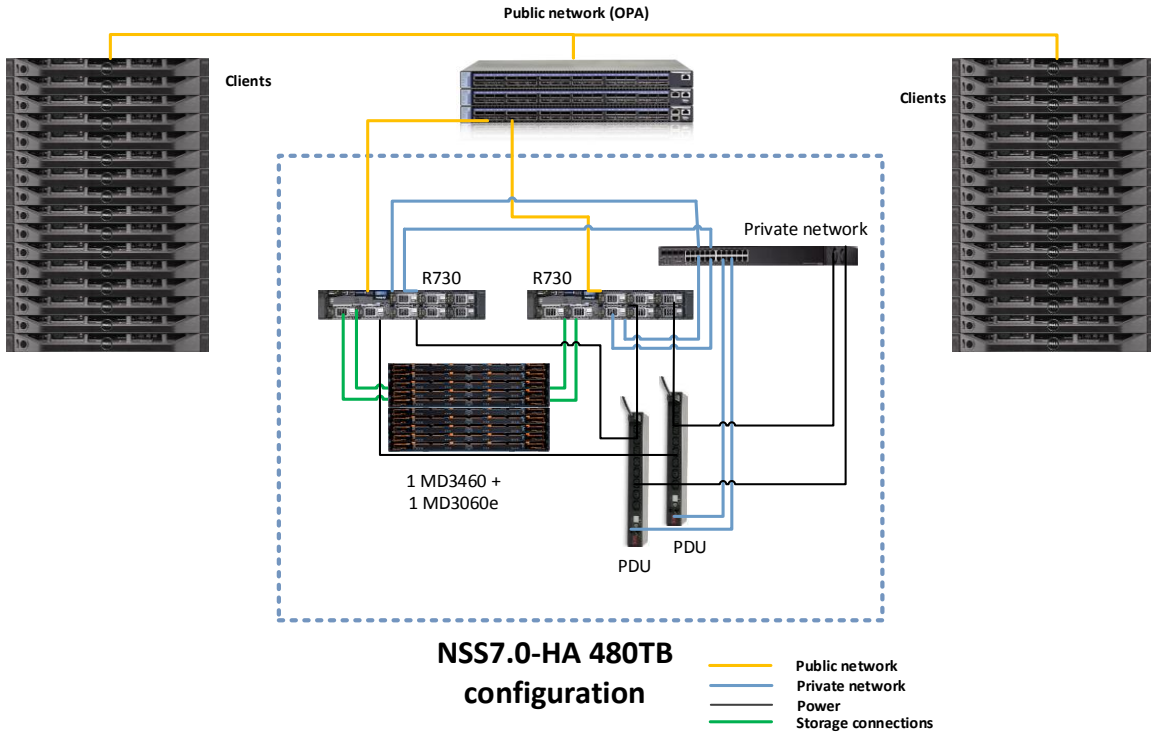 Public network (OPA)
Clients
Clients
Private network
R730
R730
1 MD3460 +
1 MD3060e
PDU
PDU
NSS7.0-HA 480TB
configuration
Public network
Private network
Power
Storage connections